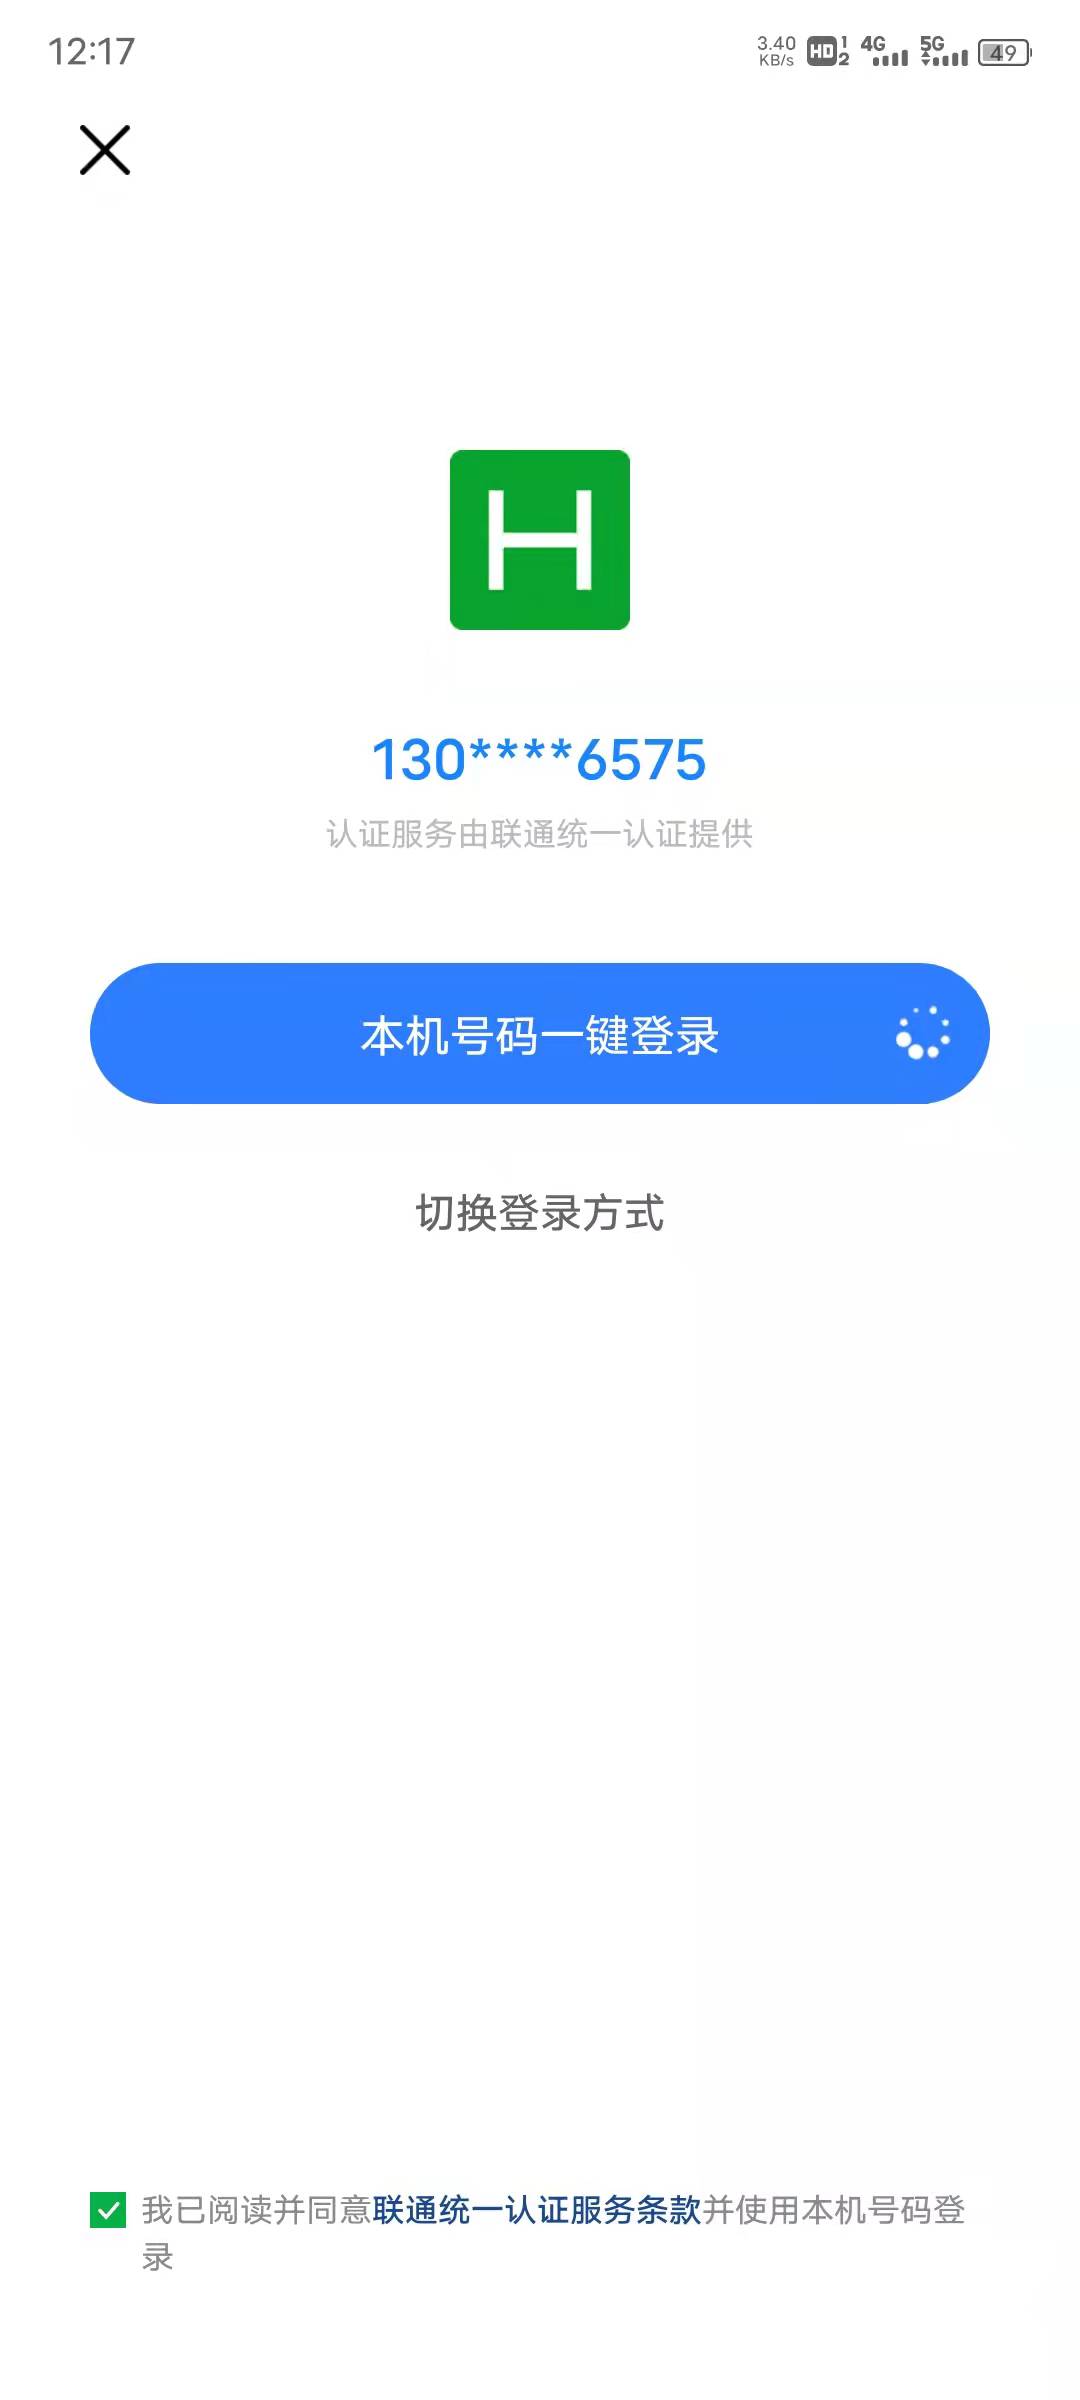 12:17
3.40
KB/s
HD 1 2
4G
5G
49
H
130****6575
认证服务由联通统一认证提供
本机号码一键登录
切换登录方式
我已阅读并同意联通统一认证服务条款并使用本机号码登
录